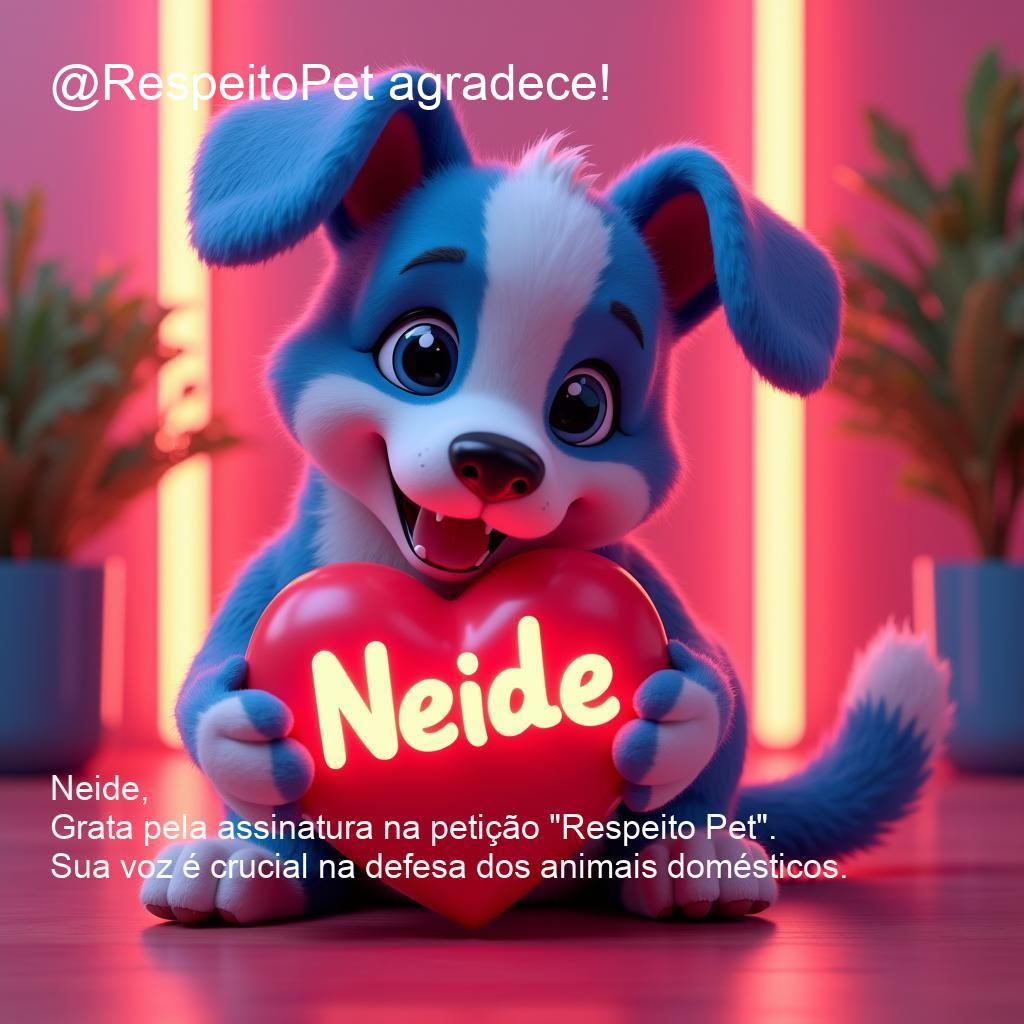 @RespeitoPet agradece!
Neide
Neide,
Grata pela assinatura na petição "Respeito Pet".
Sua voz é crucial na defesa dos animais domésticos.